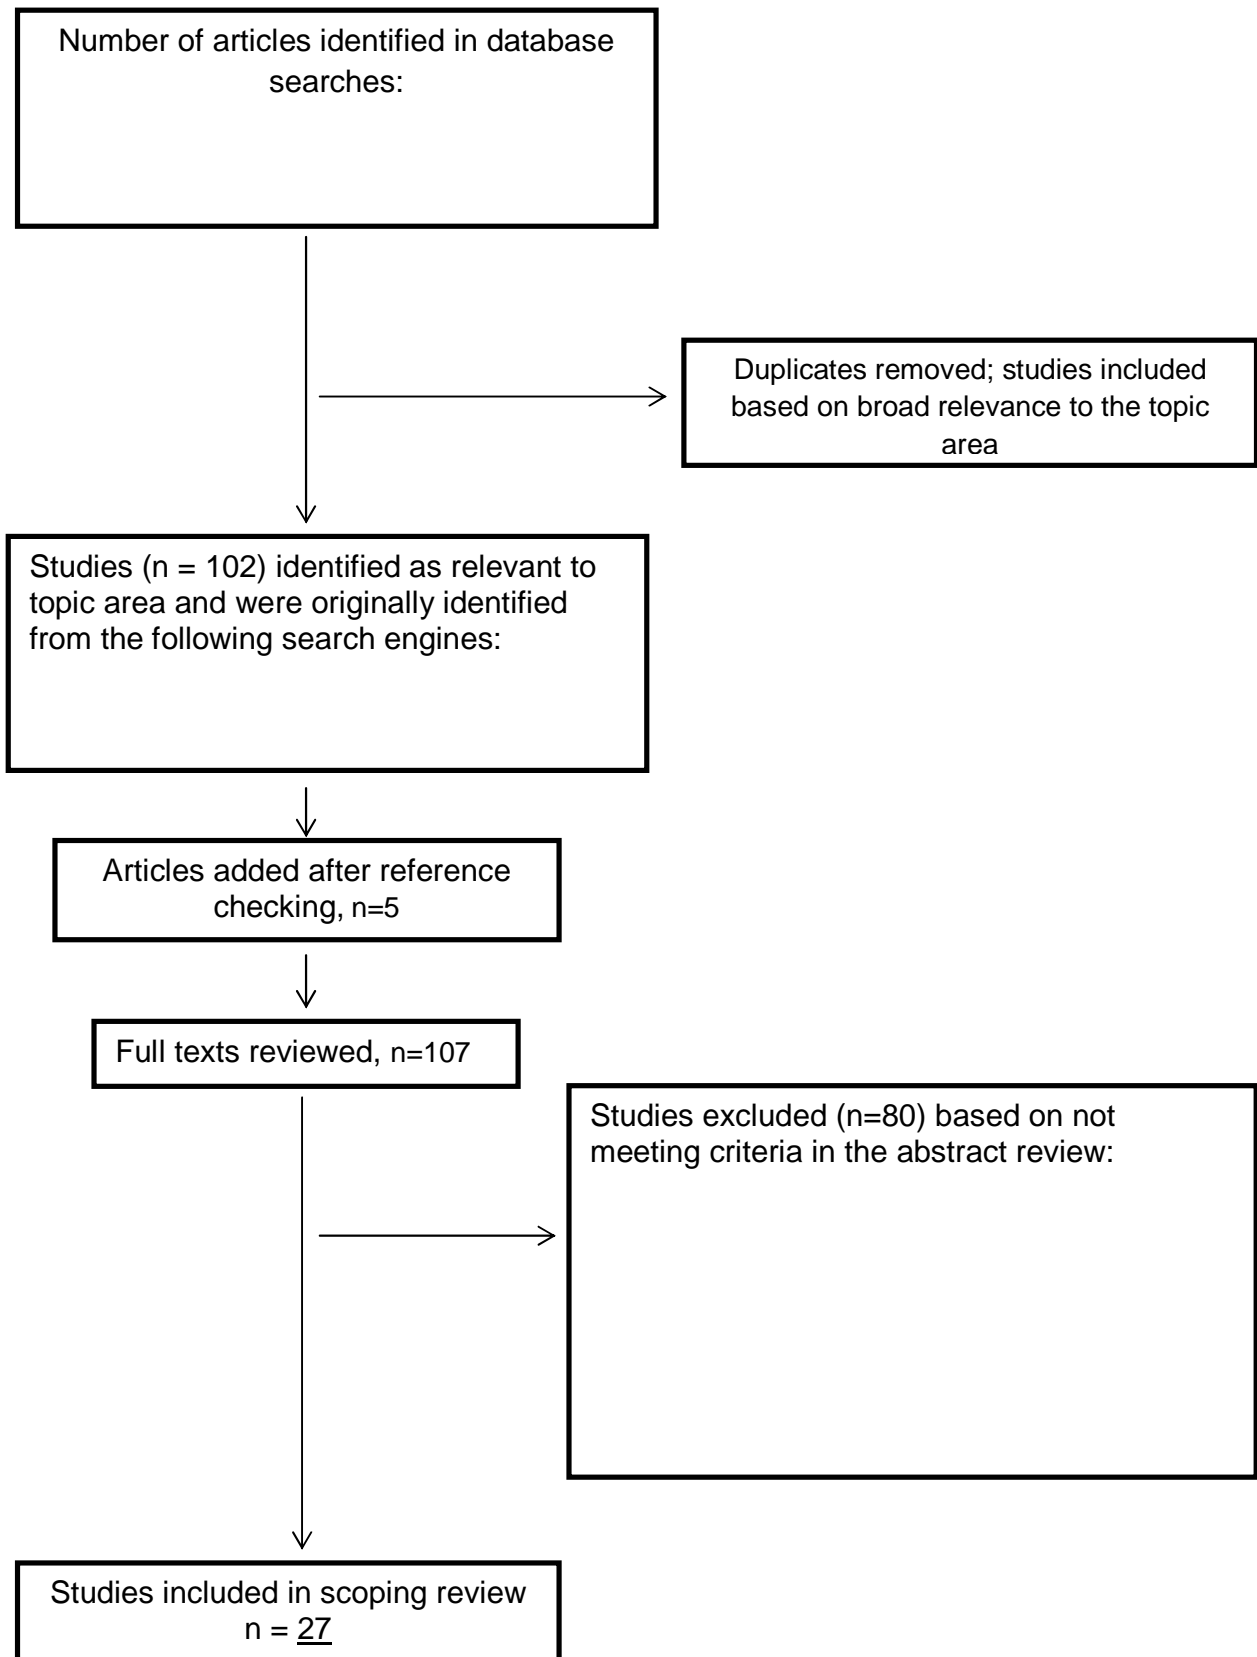 Number of articles identified in database
searches:
Duplicates removed; studies included
based on broad relevance to the topic
area
Studies (n = 102) identified as relevant to
topic area and were originally identified
from the following search engines:
Articles added after reference
checking, n=5
Full texts reviewed, n=107
Studies excluded (n=80) based on not
meeting criteria in the abstract review:
Studies included in scoping review
n = 27